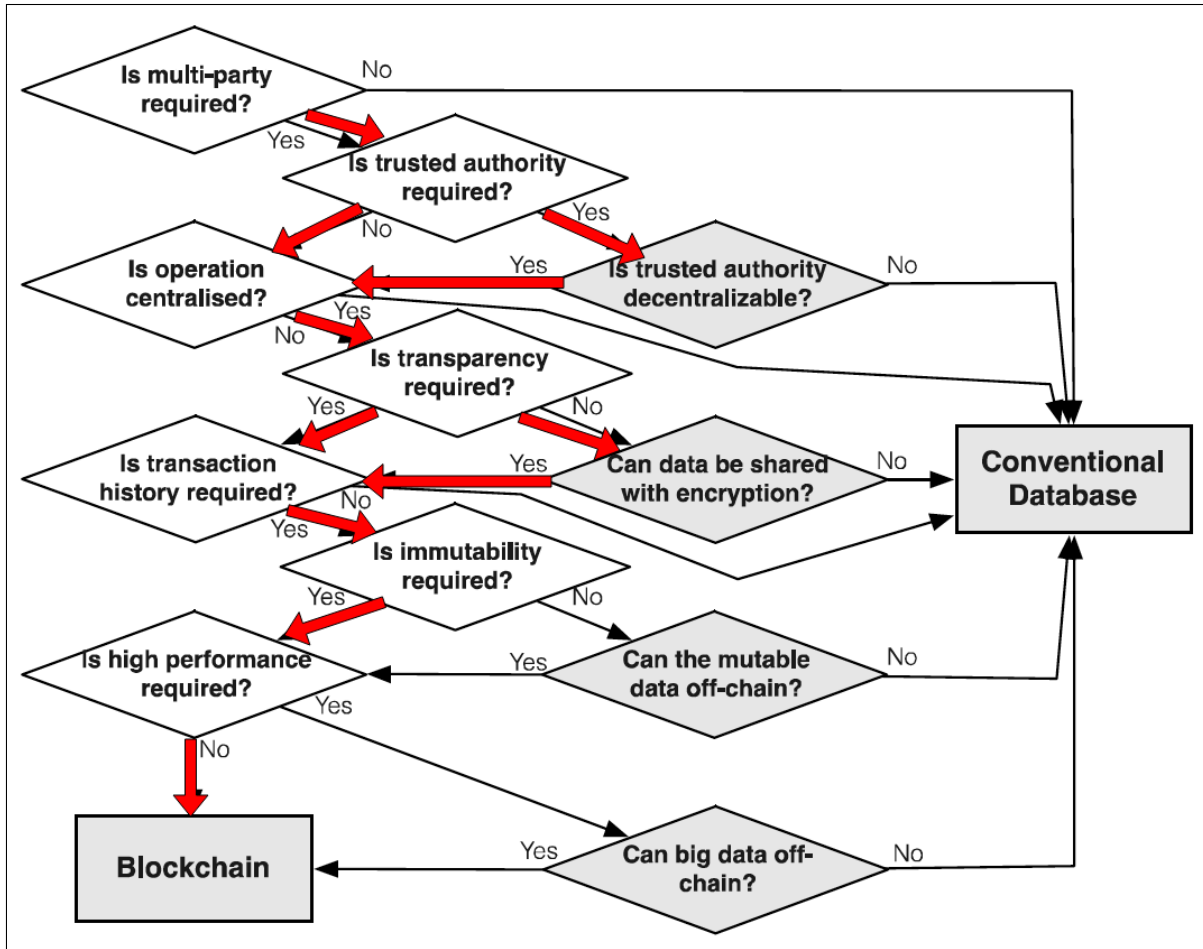 Is multi-party
required?
No
Yes
Is trusted authority
required?
No
Yes
Is operation
centralised?
Yes
Is trusted authority
decentralizable?
No
Yes
No
Is transparency
required?
Yes
No
Is transaction
history required?
Yes
Can data be shared
with encryption?
No
Conventional
Database
No
Yes
Is immutability
required?
Yes
No
Is high performance
required?
Yes
Can the mutable
data off-chain?
No
Yes
No
Blockchain
Yes
Can big data off-
chain?
No